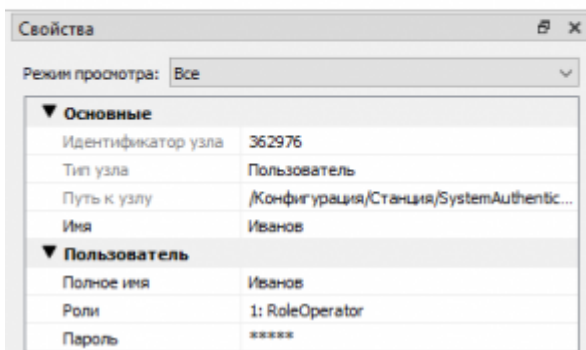 Свойства
Режим просмотра: Все
Основные
Идентификатор узла 362976
Тип узла Пользователь
Путь к узлу /Конфигурация/Станция/SystemAuthentic...
Имя Иванов
Пользователь
Полное имя Иванов
Роли 1: RoleOperator
Пароль *****